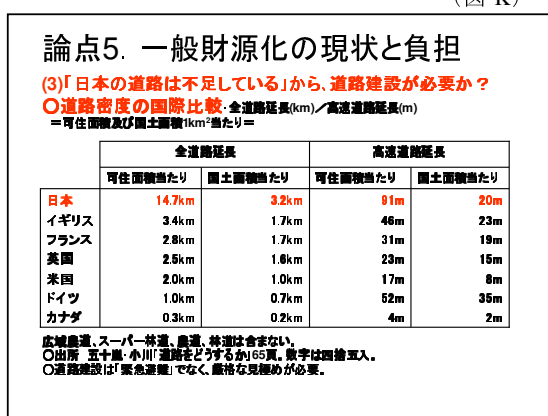 (図 K)
論点5. 一般財源化の現状と負担
(3)「日本の道路は不足している」から、道路建設が必要か?
〇道路密度の国際比較・全道路延長(km)/高速道路延長(m)
=可住面積及び国土面積1km²当たり=
全道路延長 高速道路延長
可住面積当たり 国土面積当たり 可住面積当たり 国土面積当たり
日本 14.7km 3.2km 91m 20m
イギリス 3.4km 1.7km 46m 23m
フランス 2.8km 1.7km 31m 19m
英国 2.5km 1.6km 23m 15m
米国 2.0km 1.0km 17m 8m
ドイツ 1.0km 0.7km 52m 35m
カナダ 0.3km 0.2km 4m 2m
広域農道、スーパー林道、農道、林道は含まない。
〇出所 五十嵐・小川「道路をどうするか」65頁。数字は四捨五入。
〇道路建設は「緊急避難」でなく、厳格な見極めが必要。